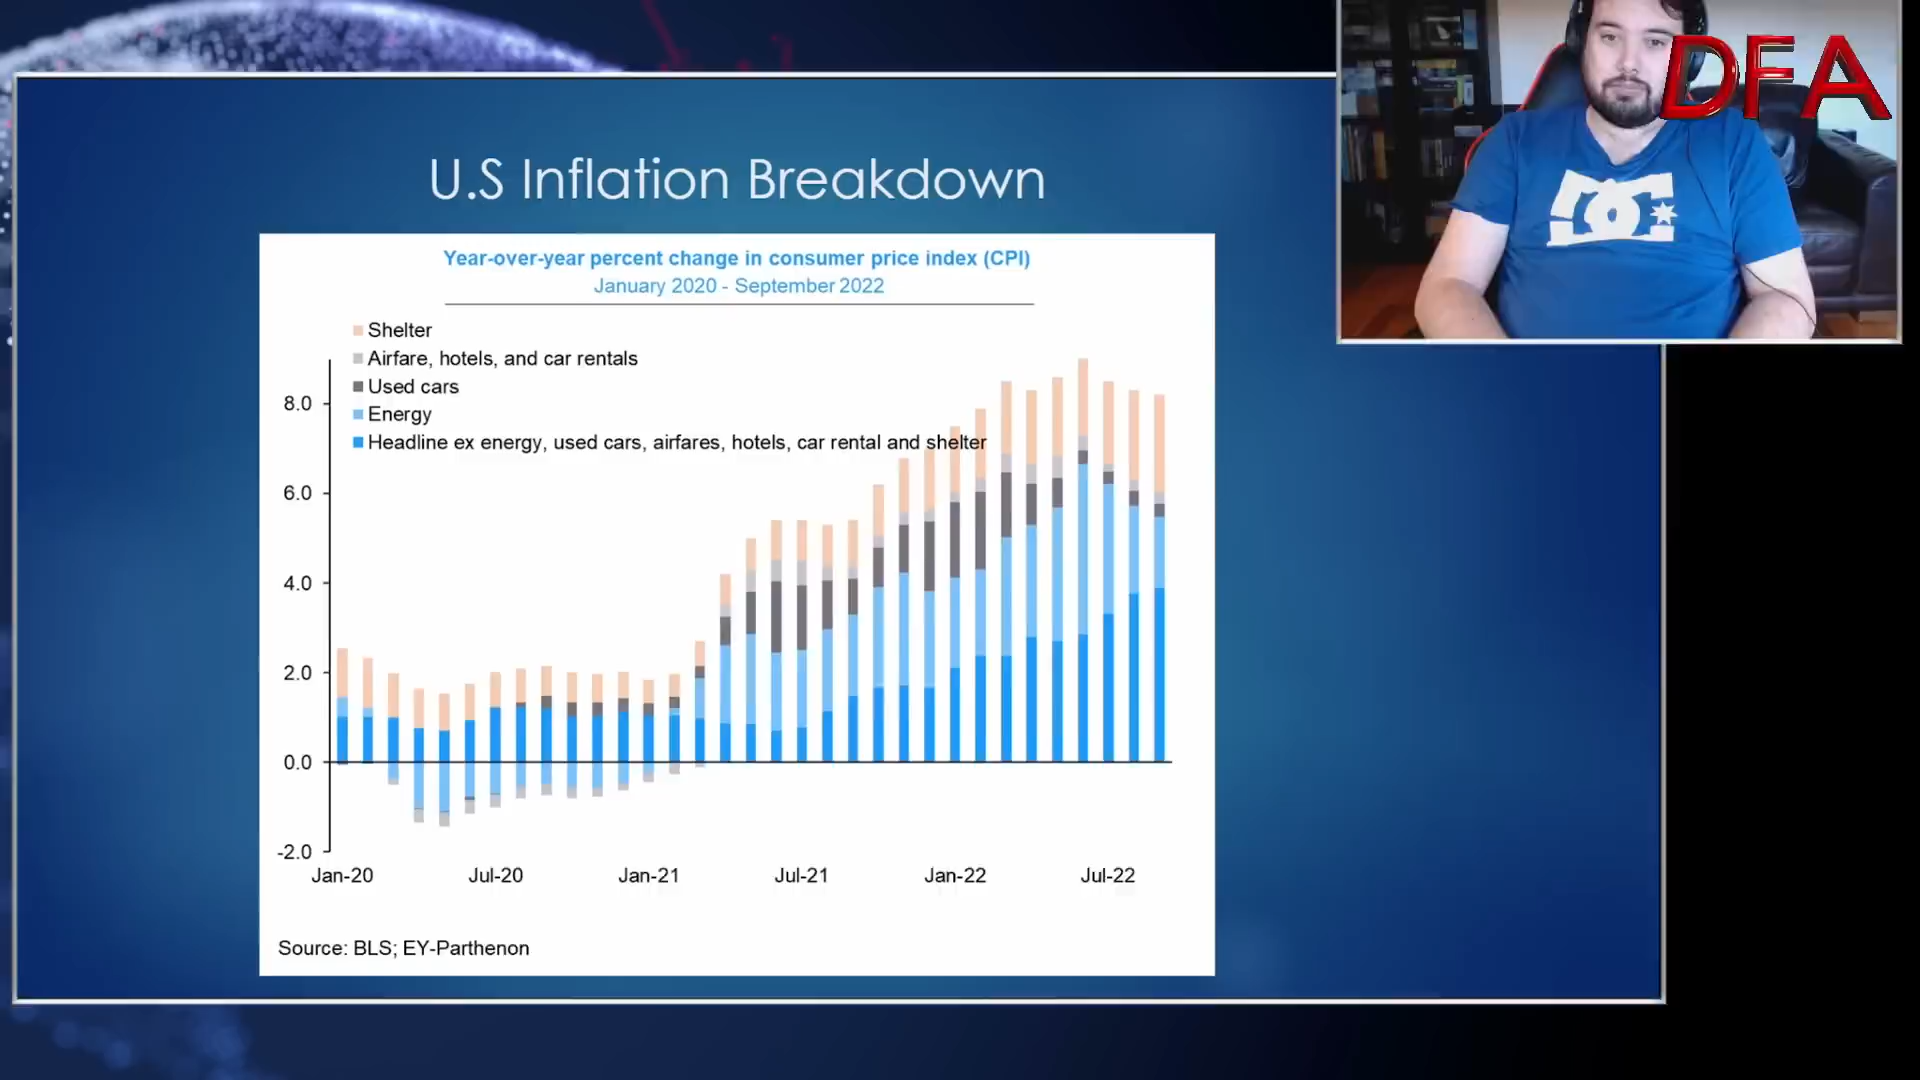 DFA
DC
U.S Inflation Breakdown
Year-over-year percent change in consumer price index (CPI)
January 2020 - September 2022
Shelter
Airfare, hotels, and car rentals
Used cars
Energy
Headline ex energy, used cars, airfares, hotels, car rental and shelter
8.0
6.0
4.0
2.0
0.0
-2.0
Jan-20 Jul-20 Jan-21 Jul-21 Jan-22 Jul-22
Source: BLS; EY-Parthenon